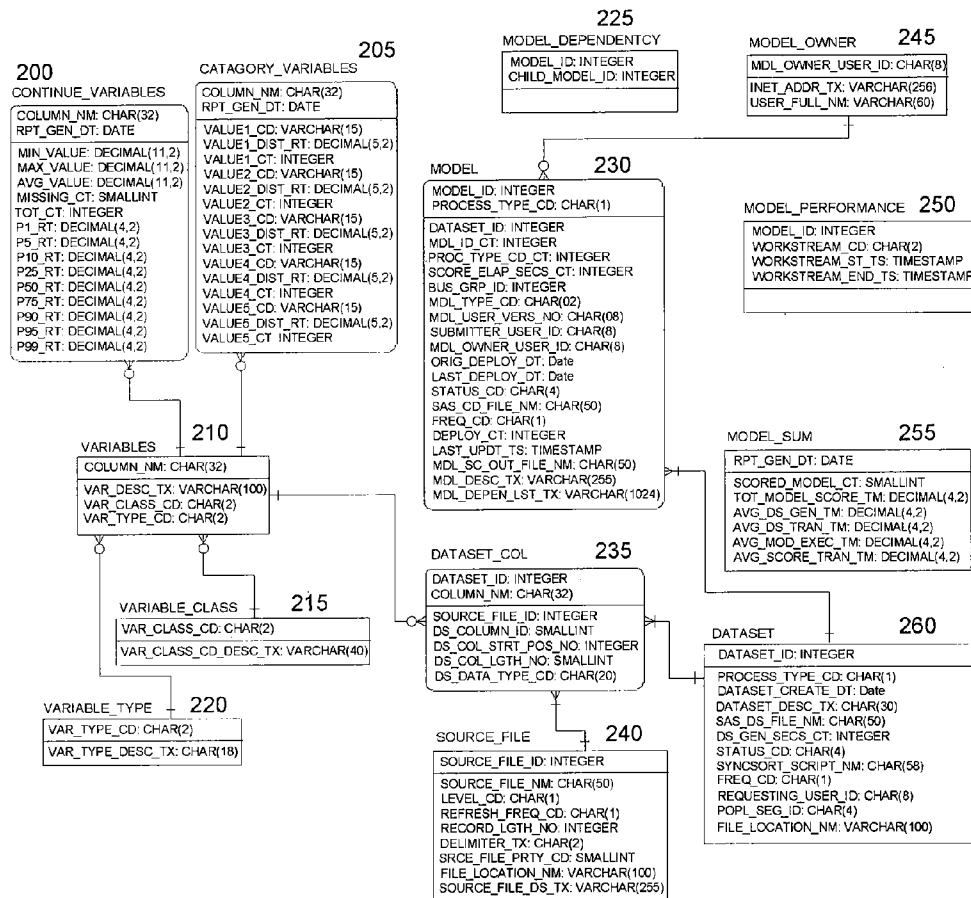 200
CONTINUE_VARIABLES
COLUMN_NM: CHAR(32)
RPT_GEN_DT: DATE
MIN_VALUE: DECIMAL(11,2)
MAX_VALUE: DECIMAL(11,2)
AVG_VALUE: DECIMAL(11,2)
MISSING_CT: SMALLINT
TOT_CT: INTEGER
P1_RT: DECIMAL(4,2)
P5_RT: DECIMAL(4,2)
P10_RT: DECIMAL(4,2)
P25_RT: DECIMAL(4,2)
P50_RT: DECIMAL(4,2)
P75_RT: DECIMAL(4,2)
P90_RT: DECIMAL(4,2)
P95_RT: DECIMAL(4,2)
P99_RT: DECIMAL(4,2)
205
CATAGORY_VARIABLES
COLUMN_NM: CHAR(32)
RPT_GEN_DT: DATE
VALUE1_CD: VARCHAR(15)
VALUE1_DIST_RT: DECIMAL(5,2)
VALUE1_CT: INTEGER
VALUE2_CD: VARCHAR(15)
VALUE2_DIST_RT: DECIMAL(5,2)
VALUE2_CT: INTEGER
VALUE3_CD: VARCHAR(15)
VALUE3_DIST_RT: DECIMAL(5,2)
VALUE3_CT: INTEGER
VALUE4_CD: VARCHAR(15)
VALUE4_DIST_RT: DECIMAL(5,2)
VALUE4_CT: INTEGER
VALUE5_CD: VARCHAR(15)
VALUE5_DIST_RT: DECIMAL(5,2)
VALUE5_CT: INTEGER
225
MODEL_DEPENDENTCY
MODEL_ID: INTEGER
CHILD_MODEL_ID: INTEGER
MODEL_OWNER 245
MDL_OWNER_USER_ID: CHAR(8)
INET_ADDR_TX: VARCHAR(256)
USER_FULL_NM: VARCHAR(60)
MODEL 230
MODEL_ID: INTEGER
PROCESS_TYPE_CD: CHAR(1)
DATASET_ID: INTEGER
MDL_ID_CT: INTEGER
PROC_TYPE_CD_CT: INTEGER
SCORE_ELAP_SECS_CT: INTEGER
BUS_GRP_ID: INTEGER
MDL_TYPE_CD: CHAR(02)
MDL_USER_VERS_NO: CHAR(08)
SUBMITTER_USER_ID: CHAR(8)
MDL_OWNER_USER_ID: CHAR(8)
ORIG_DEPLOY_DT: Date
LAST_DEPLOY_DT: Date
STATUS_CD: CHAR(4)
SAS_CD_FILE_NM: CHAR(50)
FREQ_CD: CHAR(1)
DEPLOY_CT: INTEGER
LAST_UPDT_TS: TIMESTAMP
MDL_SC_OUT_FILE_NM: CHAR(50)
MDL_DESC_TX: VARCHAR(255)
MDL_DEPEN_LST_TX: VARCHAR(1024)
MODEL_PERFORMANCE 250
MODEL_ID: INTEGER
WORKSTREAM_CD: CHAR(2)
WORKSTREAM_ST_TS: TIMESTAMP
WORKSTREAM_END_TS: TIMESTAMP
VARIABLES 210
COLUMN_NM: CHAR(32)
VAR_DESC_TX: VARCHAR(100)
VAR_CLASS_CD: CHAR(2)
VAR_TYPE_CD: CHAR(2)
MODEL_SUM 255
RPT_GEN_DT: DATE
SCORED_MODEL_CT: SMALLINT
TOT_MODEL_SCORE_TM: DECIMAL(4,2)
AVG_DS_GEN_TM: DECIMAL(4,2)
AVG_DS_TRAN_TM: DECIMAL(4,2)
AVG_MOD_EXEC_TM: DECIMAL(4,2)
AVG_SCORE_TRAN_TM: DECIMAL(4,2)
DATASET_COL 235
DATASET_ID: INTEGER
COLUMN_NM: CHAR(32)
SOURCE_FILE_ID: INTEGER
DS_COLUMN_ID: SMALLINT
DS_COL_STRT_POS_NO: INTEGER
DS_COL_LGTH_NO: SMALLINT
DS_DATA_TYPE_CD: CHAR(20)
VARIABLE_CLASS 215
VAR_CLASS_CD: CHAR(2)
VAR_CLASS_CD_DESC_TX: VARCHAR(40)
DATASET 260
DATASET_ID: INTEGER
PROCESS_TYPE_CD: CHAR(1)
DATASET_CREATE_DT: Date
DATASET_DESC_TX: CHAR(30)
SAS_DS_FILE_NM: CHAR(50)
DS_GEN_SECS_CT: INTEGER
STATUS_CD: CHAR(4)
SYNCSORT_SCRIPT_NM: CHAR(58)
FREQ_CD: CHAR(1)
REQUESTING_USER_ID: CHAR(8)
POPL_SEG_ID: CHAR(4)
FILE_LOCATION_NM: VARCHAR(100)
VARIABLE_TYPE 220
VAR_TYPE_CD: CHAR(2)
VAR_TYPE_DESC_TX: CHAR(18)
SOURCE_FILE 240
SOURCE_FILE_ID: INTEGER
SOURCE_FILE_NM: CHAR(50)
LEVEL_CD: CHAR(1)
REFRESH_FREQ_CD: CHAR(1)
RECORD_LGTH_NO: INTEGER
DELIMITER_TX: CHAR(2)
SRCE_FILE_PRTY_CD: SMALLINT
FILE_LOCATION_NM: VARCHAR(100)
SOURCE_FILE_DS_TX: VARCHAR(255)